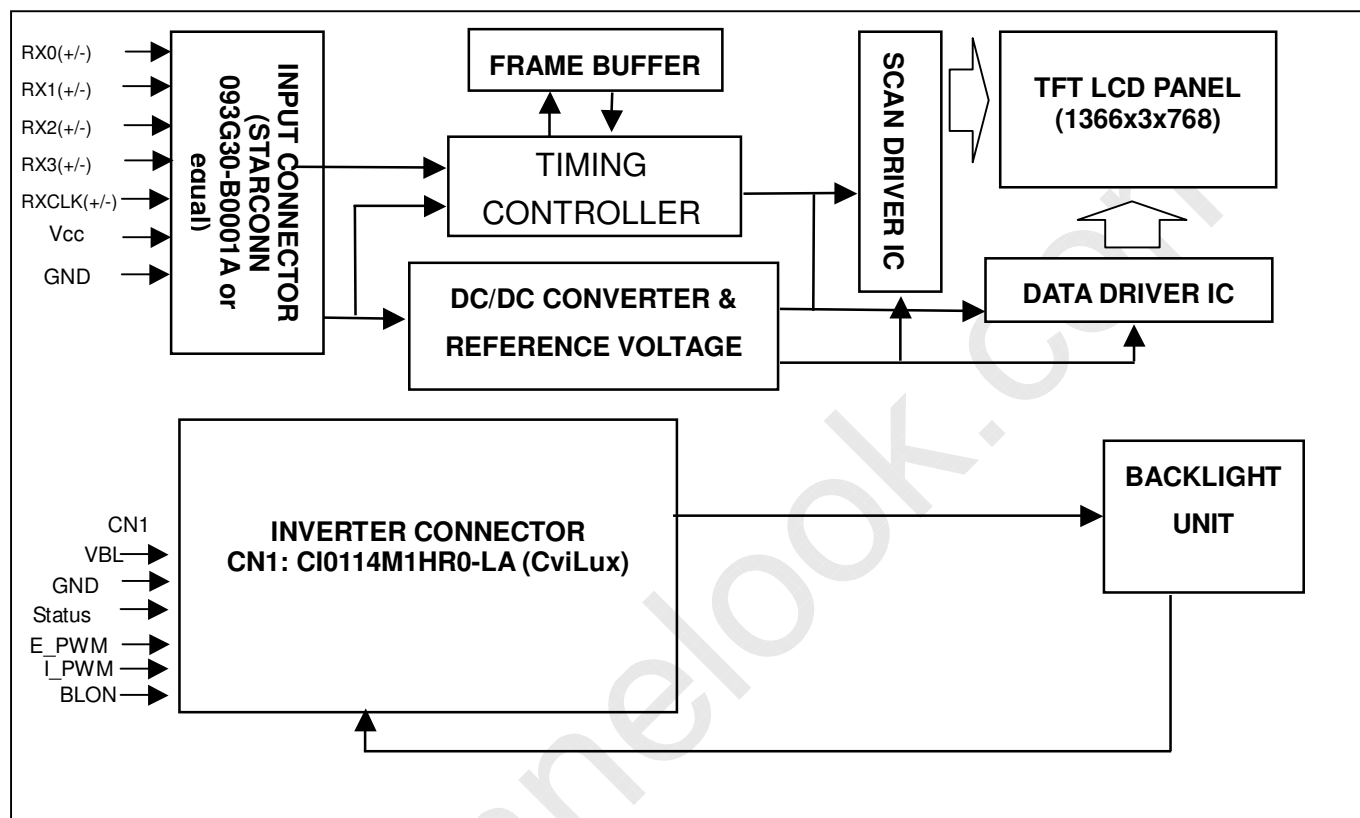 RX0(+/-)
RX1(+/-)
RX2(+/-)
RX3(+/-)
RXCLK(+/-)
Vcc
GND
INPUT CONNECTOR
(STARCONN
093G30-B0001A or
equal)
FRAME BUFFER
TIMING
CONTROLLER
DC/DC CONVERTER &
REFERENCE VOLTAGE
SCAN DRIVER IC
TFT LCD PANEL
(1366x3x768)
DATA DRIVER IC
CN1
VBL
GND
Status
E_PWM
I_PWM
BLON
INVERTER CONNECTOR
CN1: CI0114M1HR0-LA (CviLux)
BACKLIGHT
UNIT
nelook.com